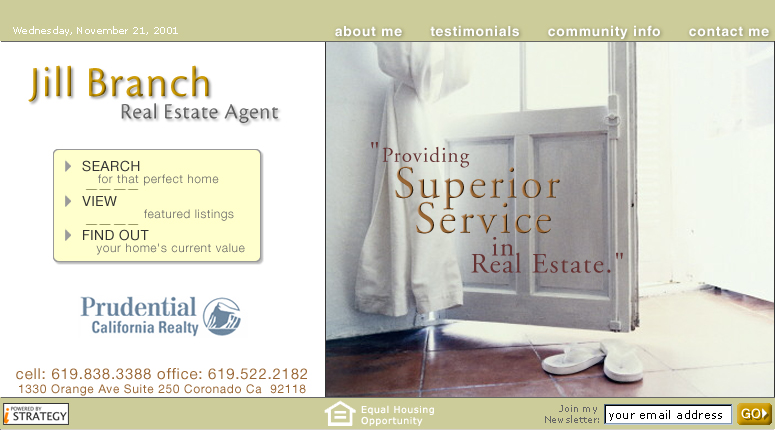 Wednesday, November 21, 2001
about me testimonials community info contact me
Jill Branch
Real Estate Agent
SEARCH
for that perfect home
VIEW
featured listings
FIND OUT
your home's current value
Prudential
California Realty
cell: 619.838.3388 office: 619.522.2182
1330 Orange Ave Suite 250 Coronado Ca 92118
"Providing
Superior
Service
in
Real Estate."
POWERED BY
i STRATEGY
Equal Housing
Opportunity
Join my
Newsletter:
your email address
GO